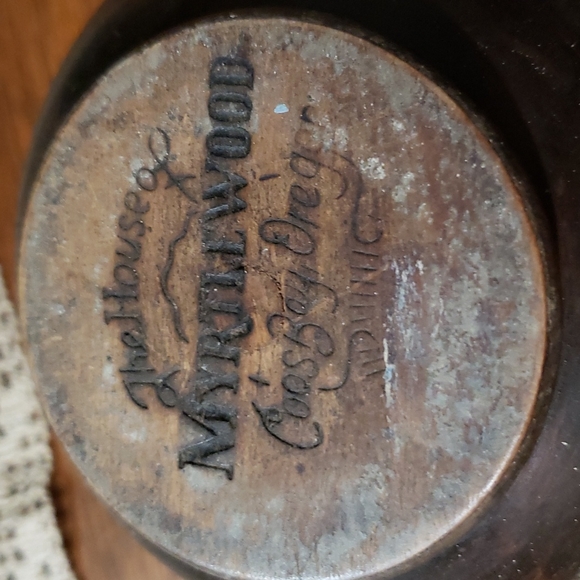 The House of
MYRTLEWOOD
Coos Bay Oregon